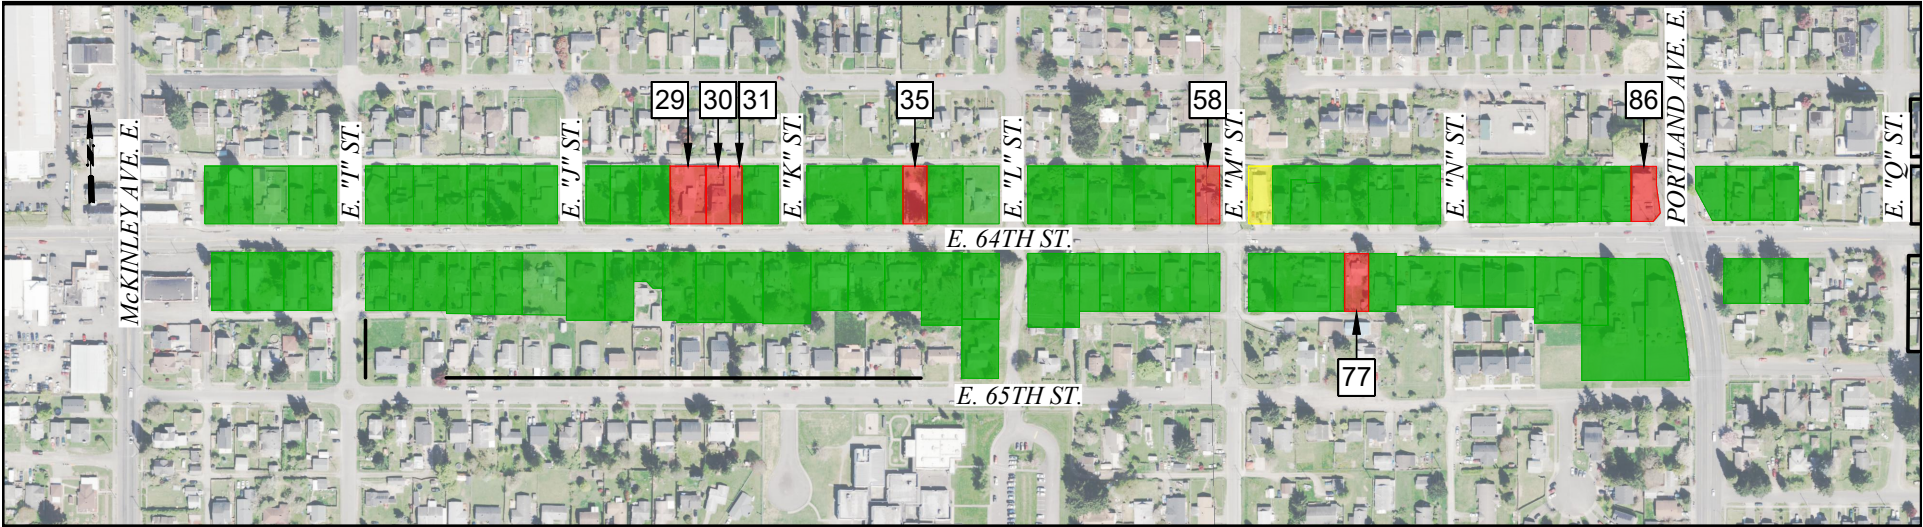 29
30
31
35
58
86
McKINLEY AVE. E.
E. "I" ST.
E. "J" ST.
E. "K" ST.
E. "L" ST.
E. "M" ST.
E. "N" ST.
PORTLAND AVE. E.
E. "Q" ST.
E. 64TH ST.
77
E. 65TH ST.